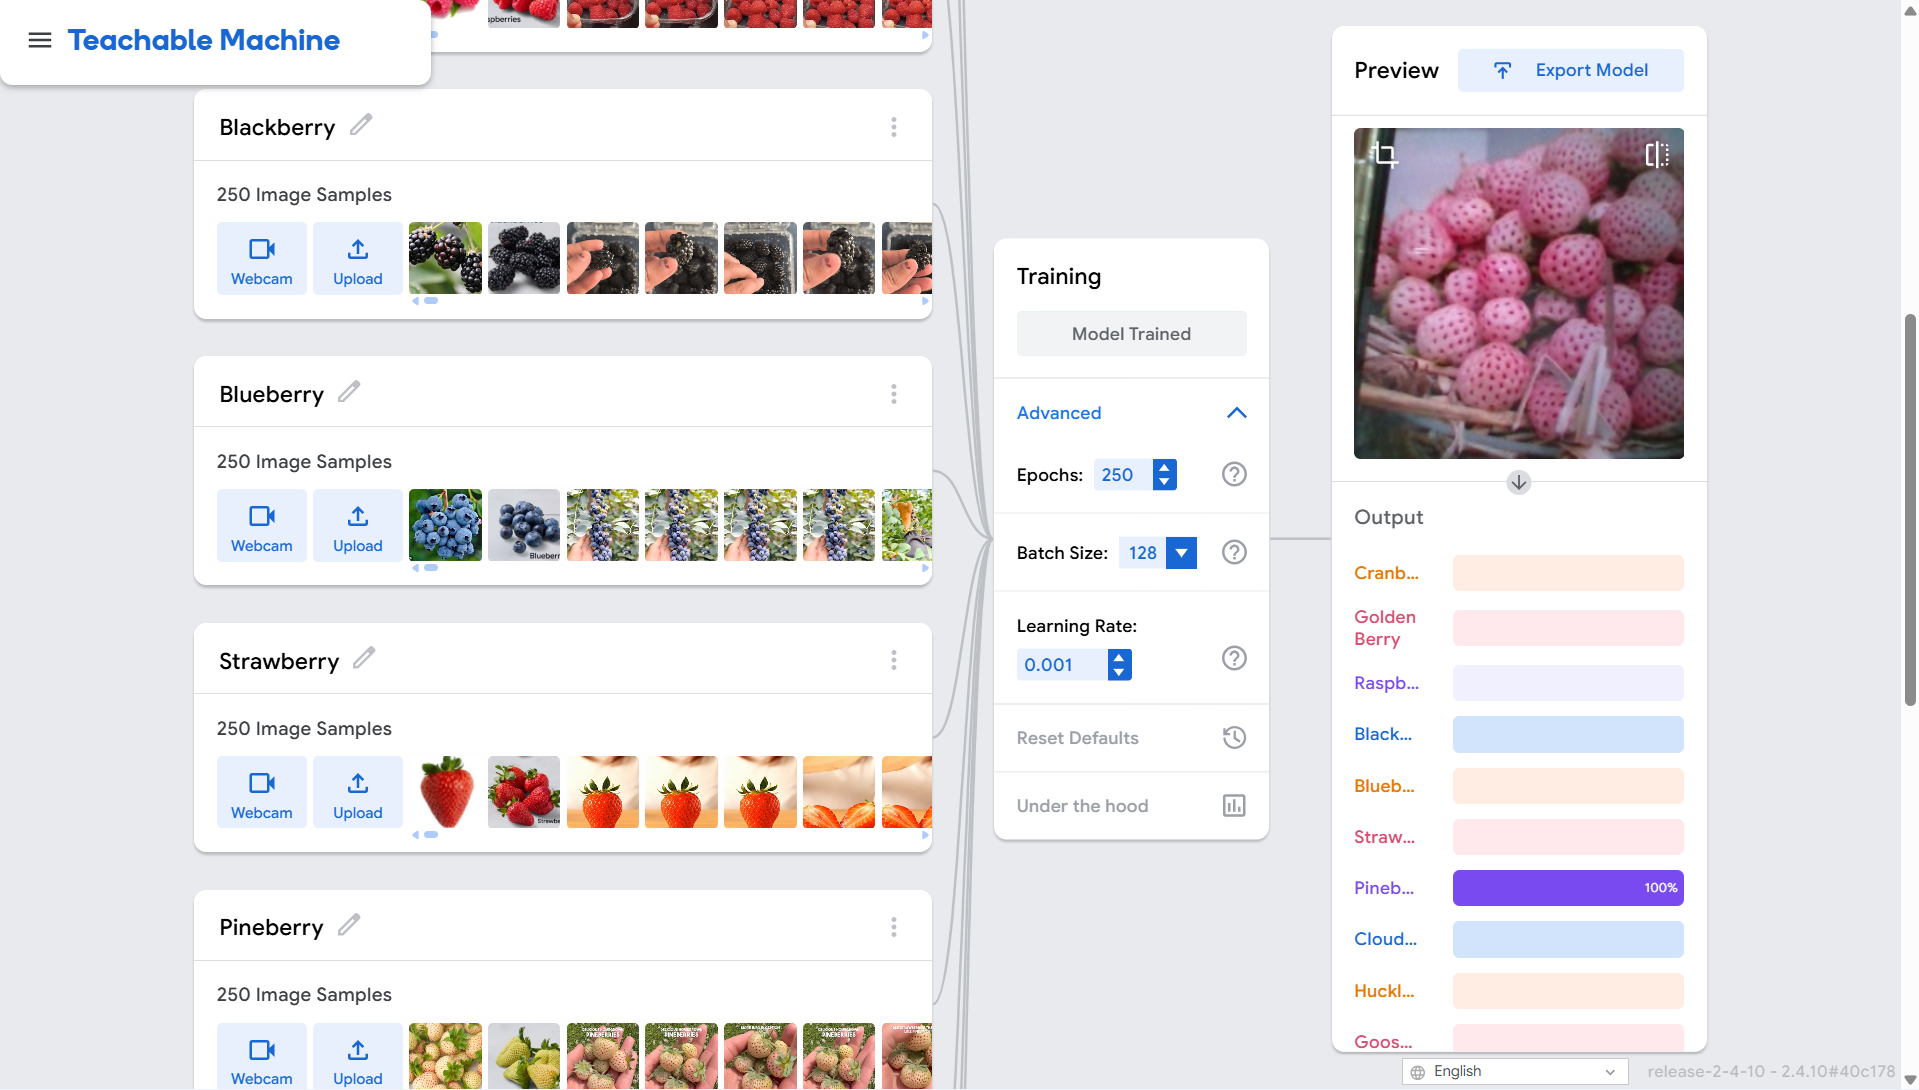 Teachable Machine
pberries
Blackberry
250 Image Samples
Webcam
Upload
Blueberry
250 Image Samples
Webcam
Upload
Blueberr
Strawberry
250 Image Samples
Webcam
Upload
Strawbe
Pineberry
250 Image Samples
Webcam
Upload
PINEBERRIES
PINEBERRIES
PINEBERRIES
Training
Model Trained
Advanced
Epochs: 250
Batch Size: 128
Learning Rate:
0.001
Reset Defaults
Under the hood
Preview
Export Model
Output
Cranb...
Golden
Berry
Raspb...
Black...
Blueb...
Straw...
Pineb... 100%
Cloud...
Huckl...
Goos...
English
release-2-4-10 - 2.4.10#40c178